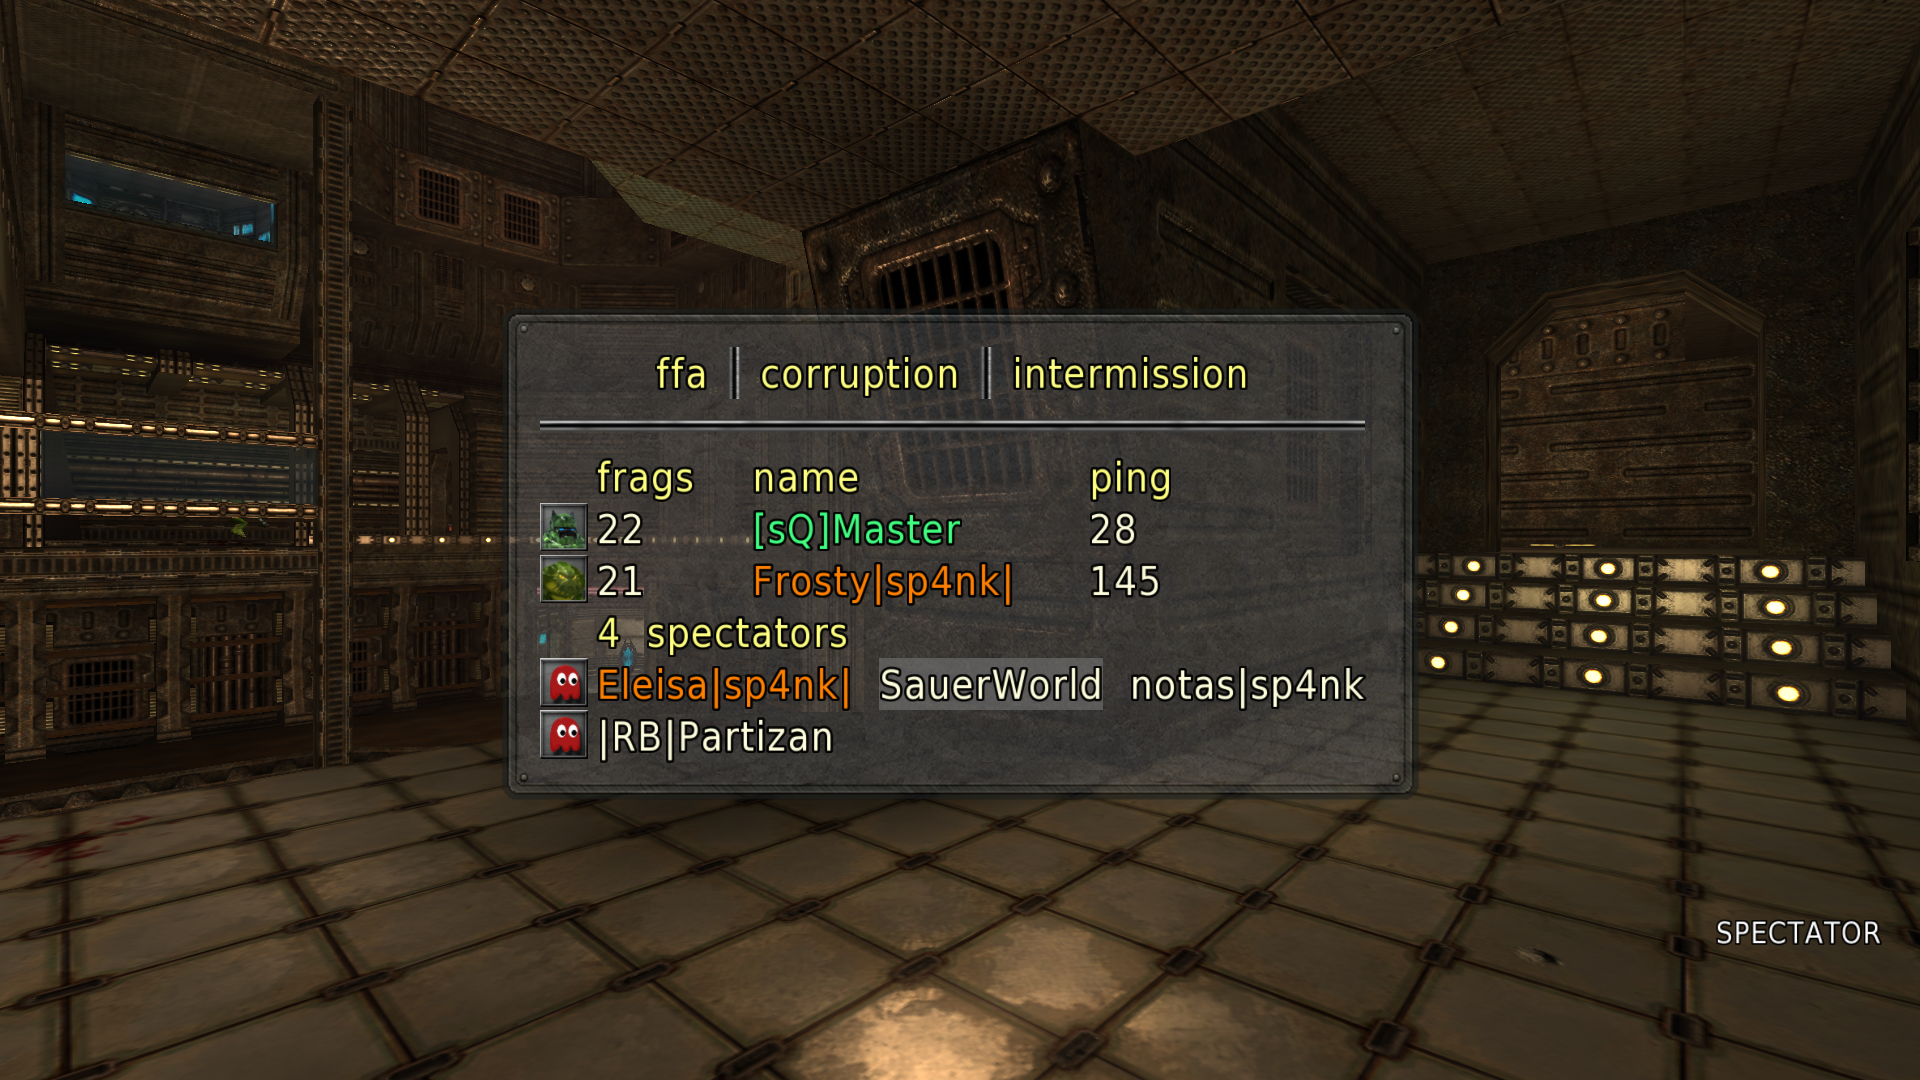 ffa | corruption | intermission
frags name ping
22 [sQ]Master 28
21 Frosty|sp4nk| 145
4 spectators
Eleisa|sp4nk| SauerWorld notas|sp4nk
|RB|Partizan
SPECTATOR